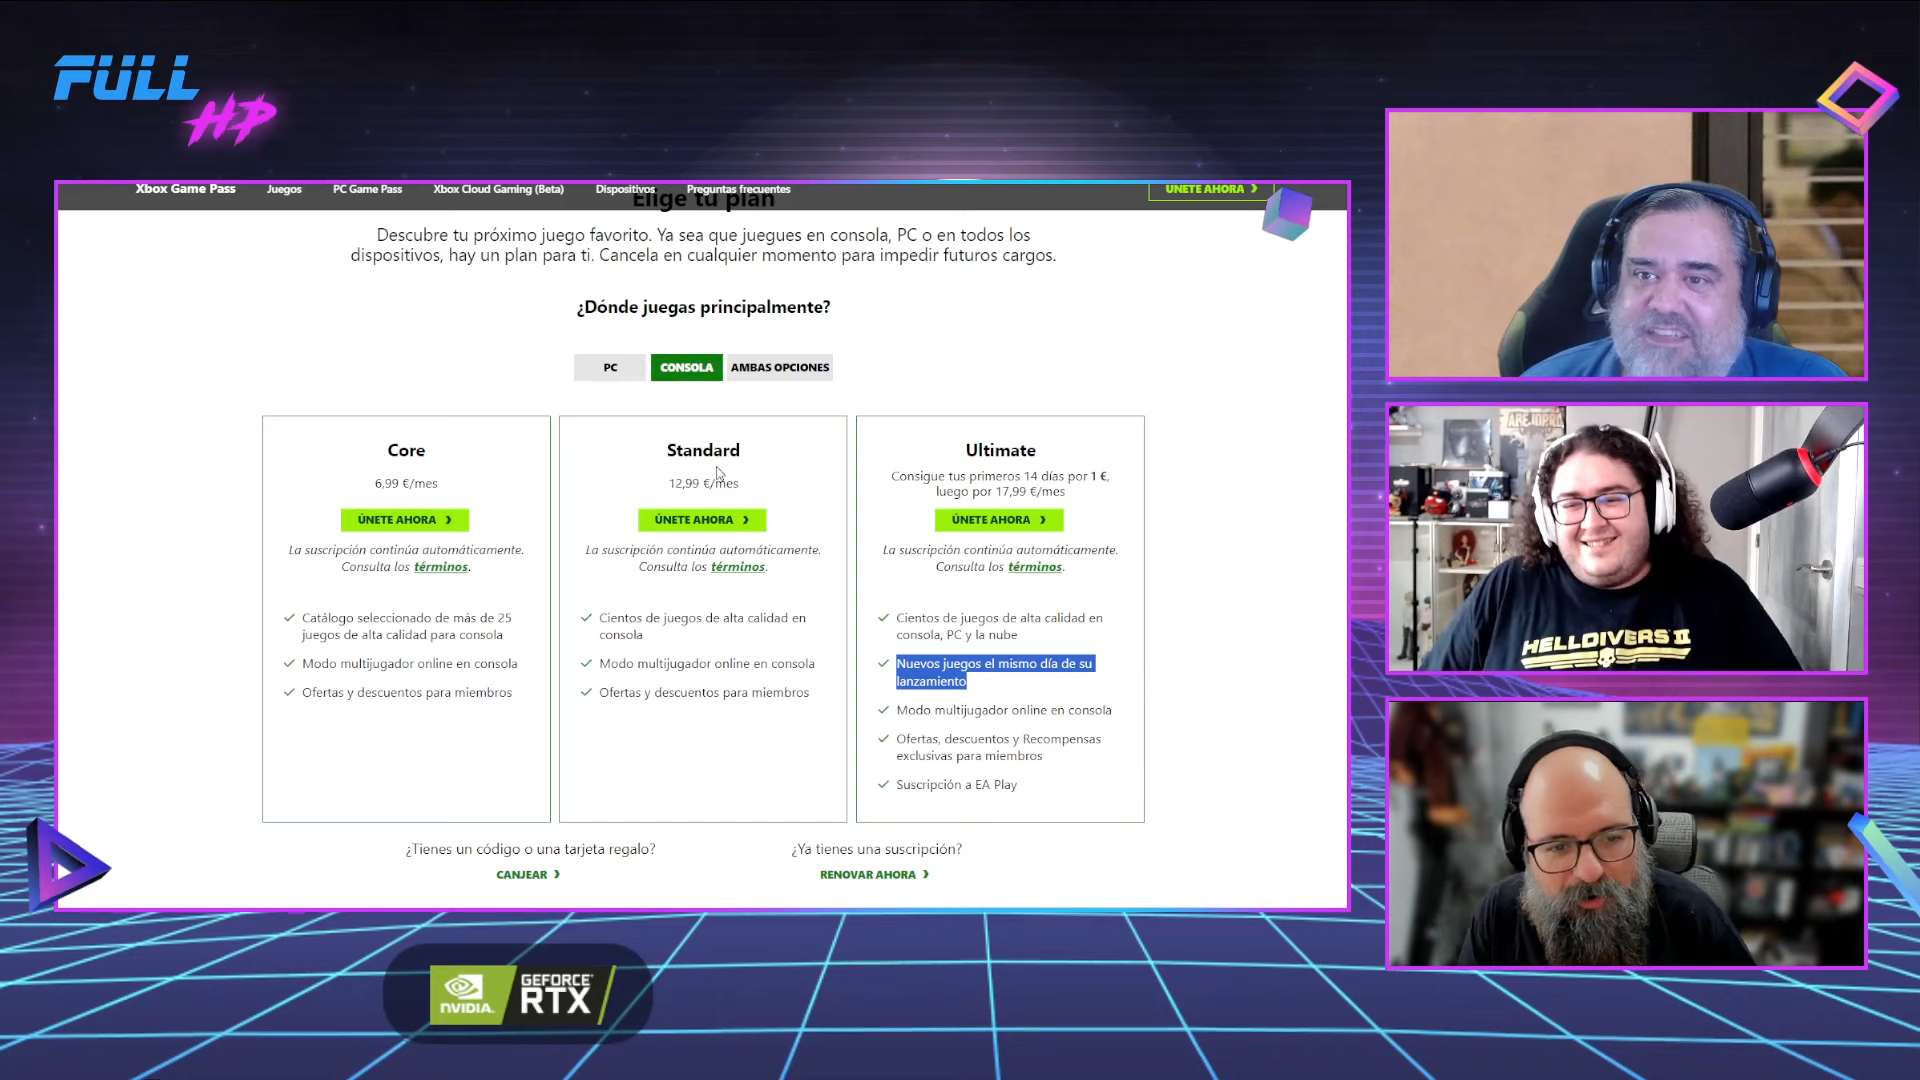 FULL
HP
Xbox Game Pass
Juegos
PC Game Pass
Xbox Cloud Gaming (Beta)
Dispositivos
Preguntas frecuentes
ÚNETE AHORA
Elige tu plan
Descubre tu próximo juego favorito. Ya sea que juegues en consola, PC o en todos los
dispositivos, hay un plan para ti. Cancela en cualquier momento para impedir futuros cargos.
¿Dónde juegas principalmente?
PC
CONSOLA
AMBAS OPCIONES
Core
6,99 €/mes
ÚNETE AHORA
La suscripción continúa automáticamente.
Consulta los términos.
Catálogo seleccionado de más de 25
juegos de alta calidad para consola
Modo multijugador online en consola
Ofertas y descuentos para miembros
Standard
12,99 €/mes
ÚNETE AHORA
La suscripción continúa automáticamente.
Consulta los términos.
Cientos de juegos de alta calidad en
consola
Modo multijugador online en consola
Ofertas y descuentos para miembros
Ultimate
Consigue tus primeros 14 días por 1 €,
luego por 17,99 €/mes
ÚNETE AHORA
La suscripción continúa automáticamente.
Consulta los términos.
Cientos de juegos de alta calidad en
consola, PC y la nube
Nuevos juegos el mismo día de su
lanzamiento
Modo multijugador online en consola
Ofertas, descuentos y Recompensas
exclusivas para miembros
Suscripción a EA Play
¿Tienes un código o una tarjeta regalo?
CANJEAR
¿Ya tienes una suscripción?
RENOVAR AHORA
HELLDIVERS II
NVIDIA.
GEFORCE
RTX